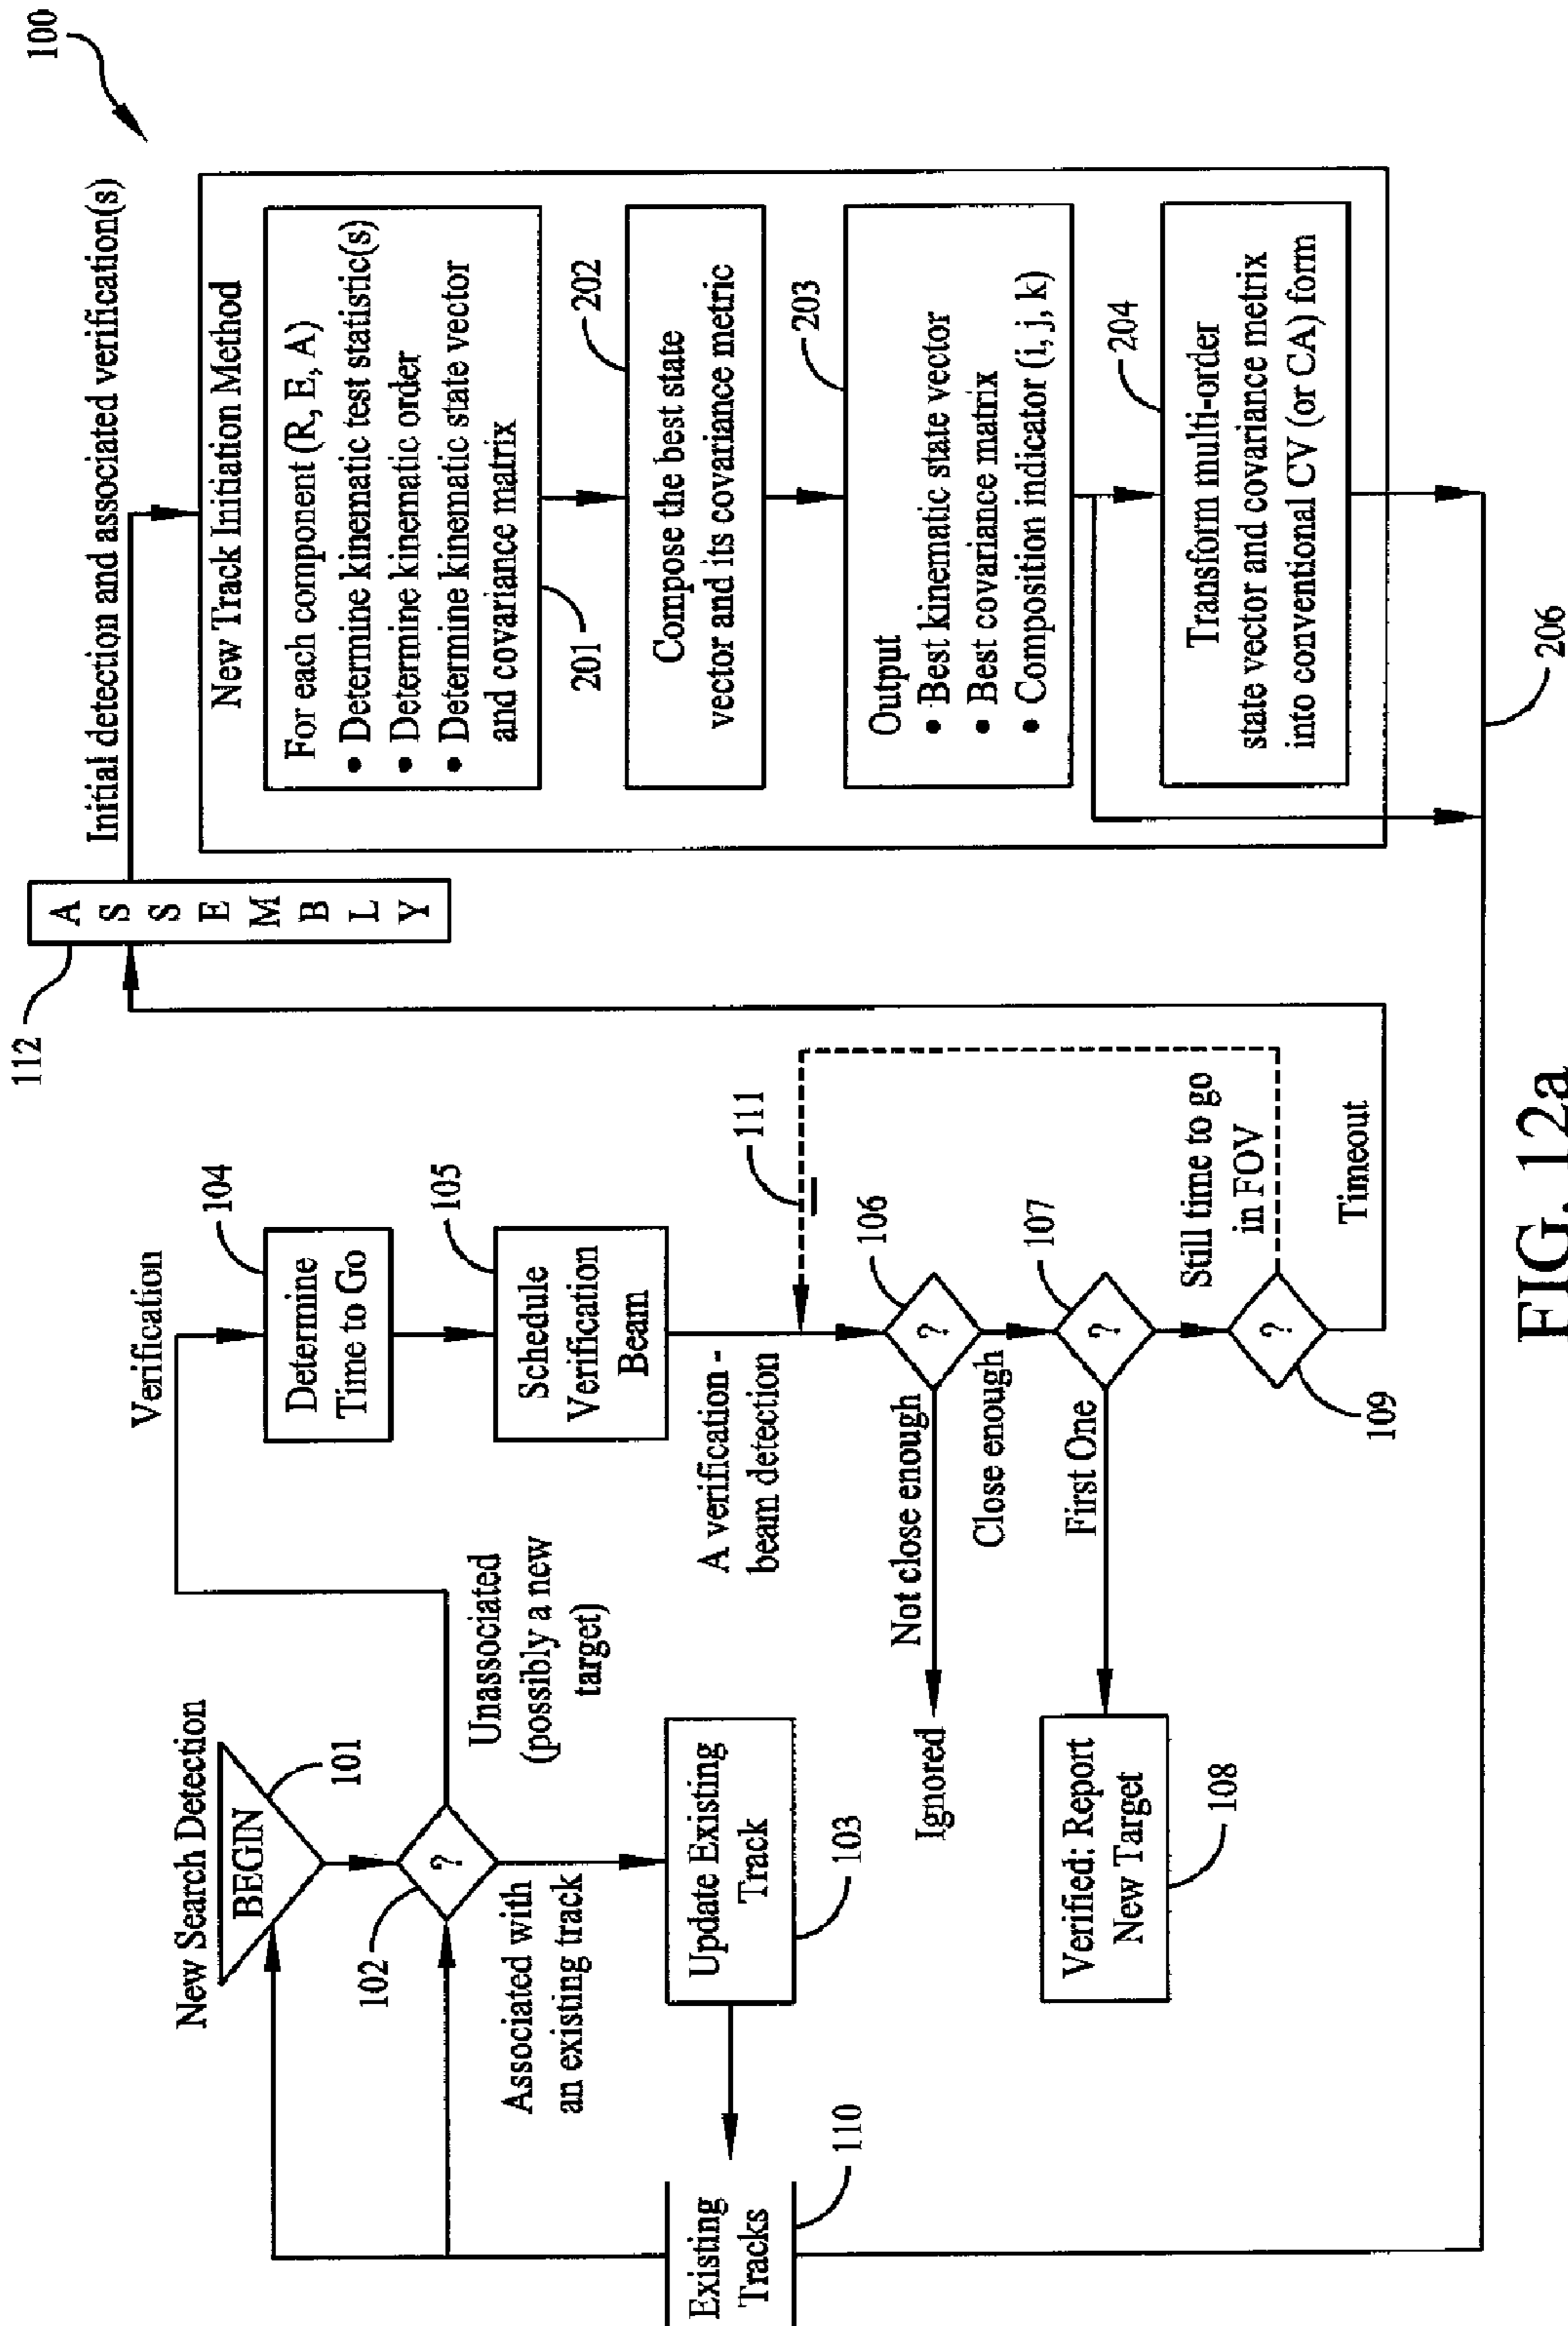 100
New Search Detection
BEGIN
101
102
?
Associated with
an existing track
Unassociated
(possibly a new
target)
Update Existing
Track
103
Existing
Tracks
110
Verification
Determine
Time to Go
104
Schedule
Verification
Beam
105
A verification -
beam detection
111
?
106
Not close enough
Ignored
Close enough
?
107
First One
Verified: Report
New Target
108
?
109
Still time to go
in FOV
Timeout
112
A
S
S
E
M
B
L
Y
Initial detection and associated verification(s)
New Track Initiation Method
For each component (R, E, A)
• Determine kinematic test statistic(s)
• Determine kinematic order
• Determine kinematic state vector
and covariance matrix
201
Compose the best state
vector and its covariance metric
202
Output
• Best kinematic state vector
• Best covariance matrix
• Composition indicator (i, j, k)
203
Transform multi-order
state vector and covariance metrix
into conventional CV (or CA) form
204
206
FIG. 12a